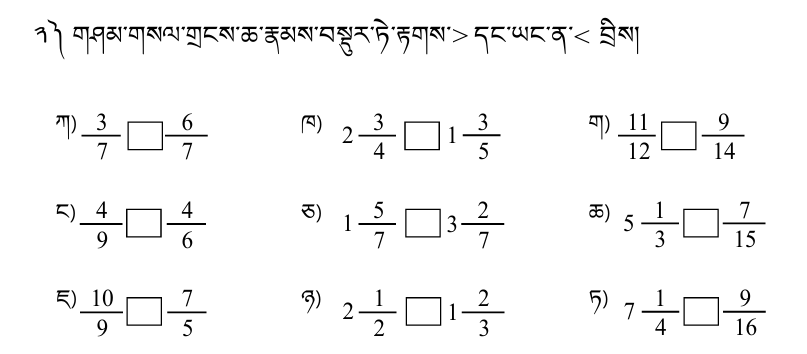 ༢༽ གཤམ་གསལ་གྲངས་ཆ་རྣམས་བསྡུར་ཏེ་རྟགས་> དང་ཡང་ན་< བྲིས།
ཀ) 3/7 □ 6/7 ཁ) 2 3/4 □ 1 3/5 ག) 11/12 □ 9/14
ང) 4/9 □ 4/6 ཅ) 1 5/7 □ 3 2/7 ཆ) 5 1/3 □ 7/15
ཇ) 10/9 □ 7/5 ཉ) 2 1/2 □ 1 2/3 ཏ) 7 1/4 □ 9/16